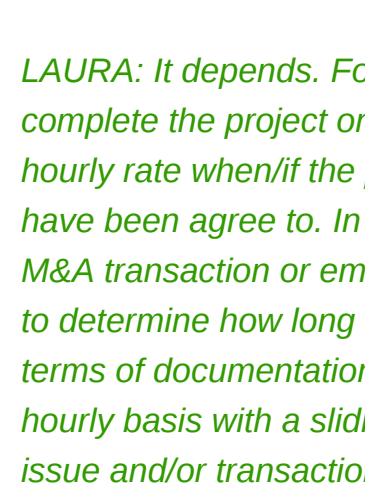 LAURA: It depends. Fo
complete the project or
hourly rate when/if the
have been agree to. In
M&A transaction or em
to determine how long
terms of documentation
hourly basis with a slidi
issue and/or transaction